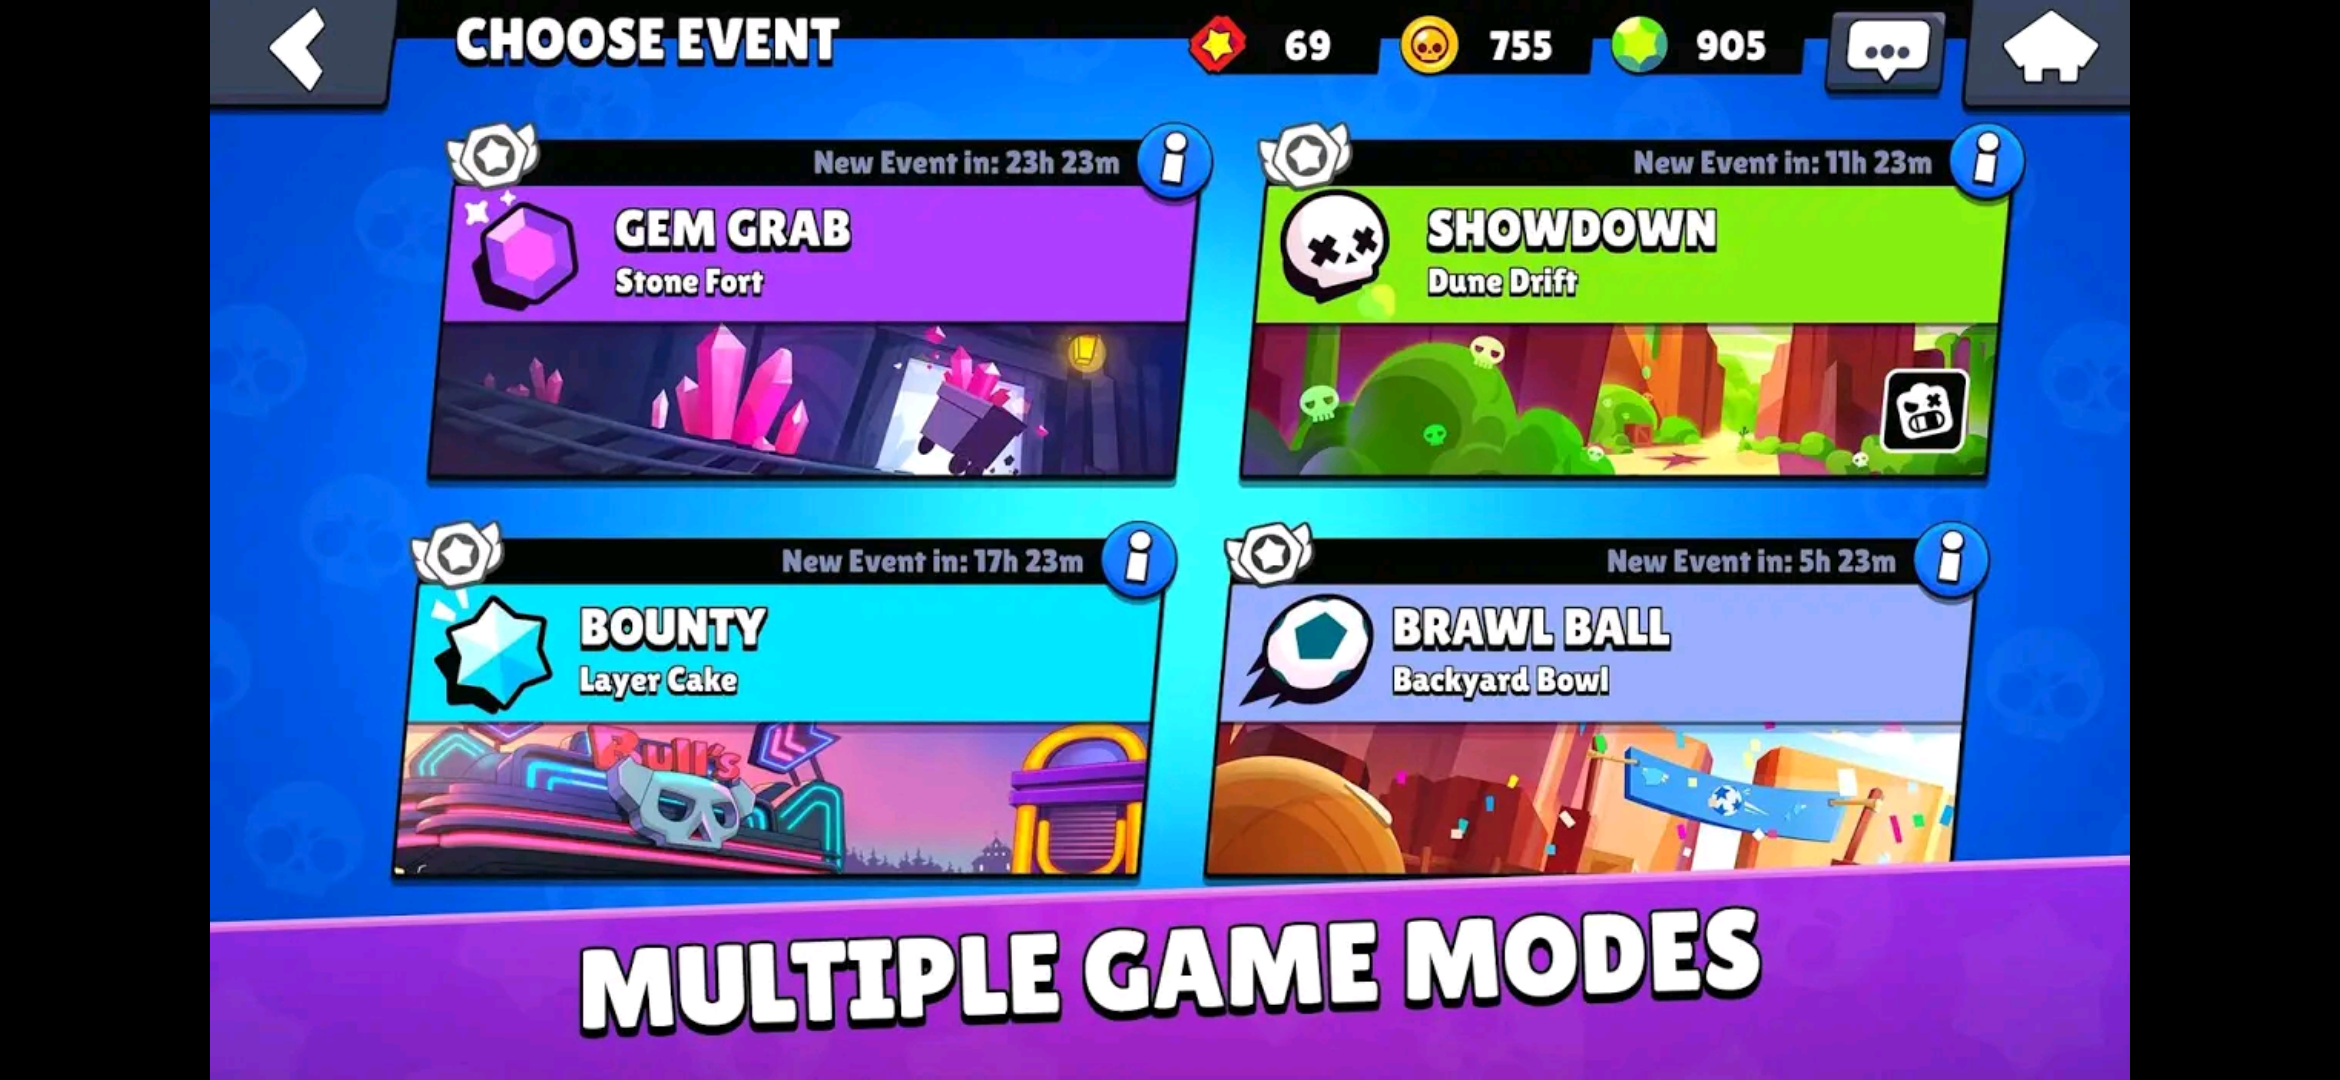 CHOOSE EVENT
69
755
905
New Event in: 23h 23m
GEM GRAB
Stone Fort
New Event in: 11h 23m
SHOWDOWN
Dune Drift
New Event in: 17h 23m
BOUNTY
Layer Cake
Bull's
New Event in: 5h 23m
BRAWL BALL
Backyard Bowl
MULTIPLE GAME MODES